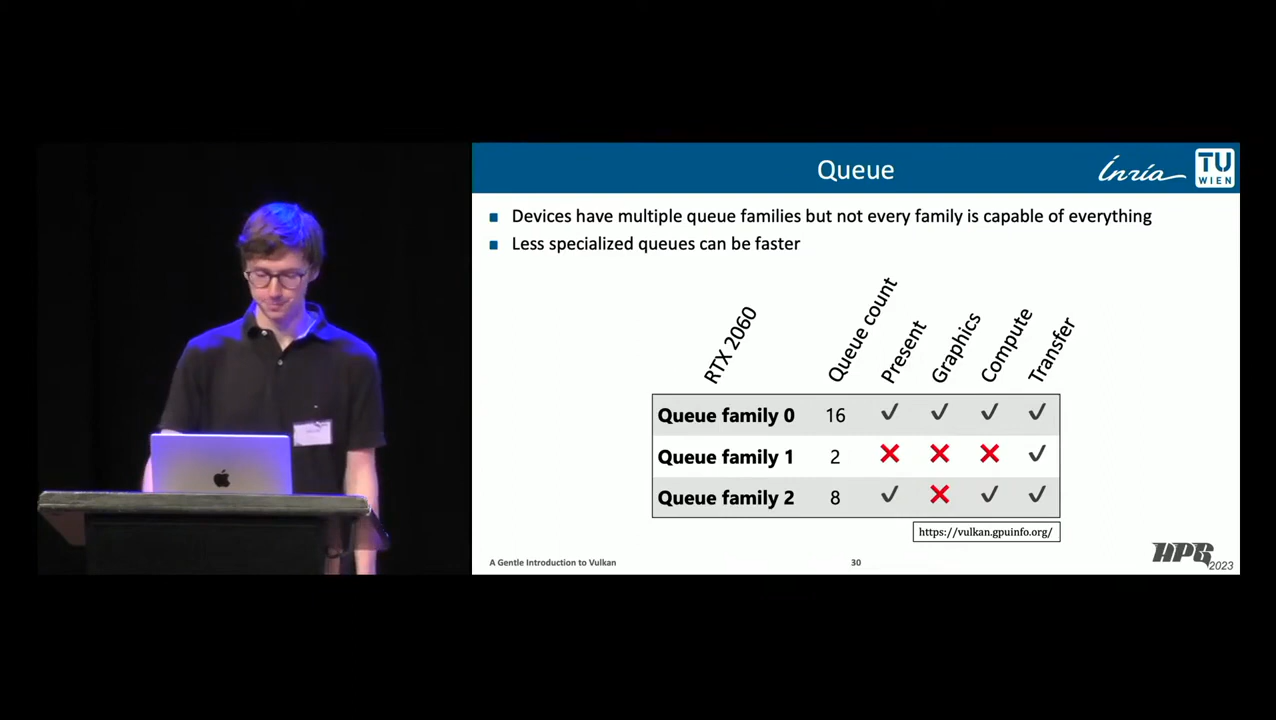 Queue
Ínría
TU
WIEN
Devices have multiple queue families but not every family is capable of everything
Less specialized queues can be faster
RTX 2060 Queue count Present Graphics Compute Transfer
Queue family 0 16 ✓ ✓ ✓ ✓
Queue family 1 2 ✕ ✕ ✕ ✓
Queue family 2 8 ✓ ✕ ✓ ✓
https://vulkan.gpuinfo.org/
A Gentle Introduction to Vulkan 30
HPG 2023